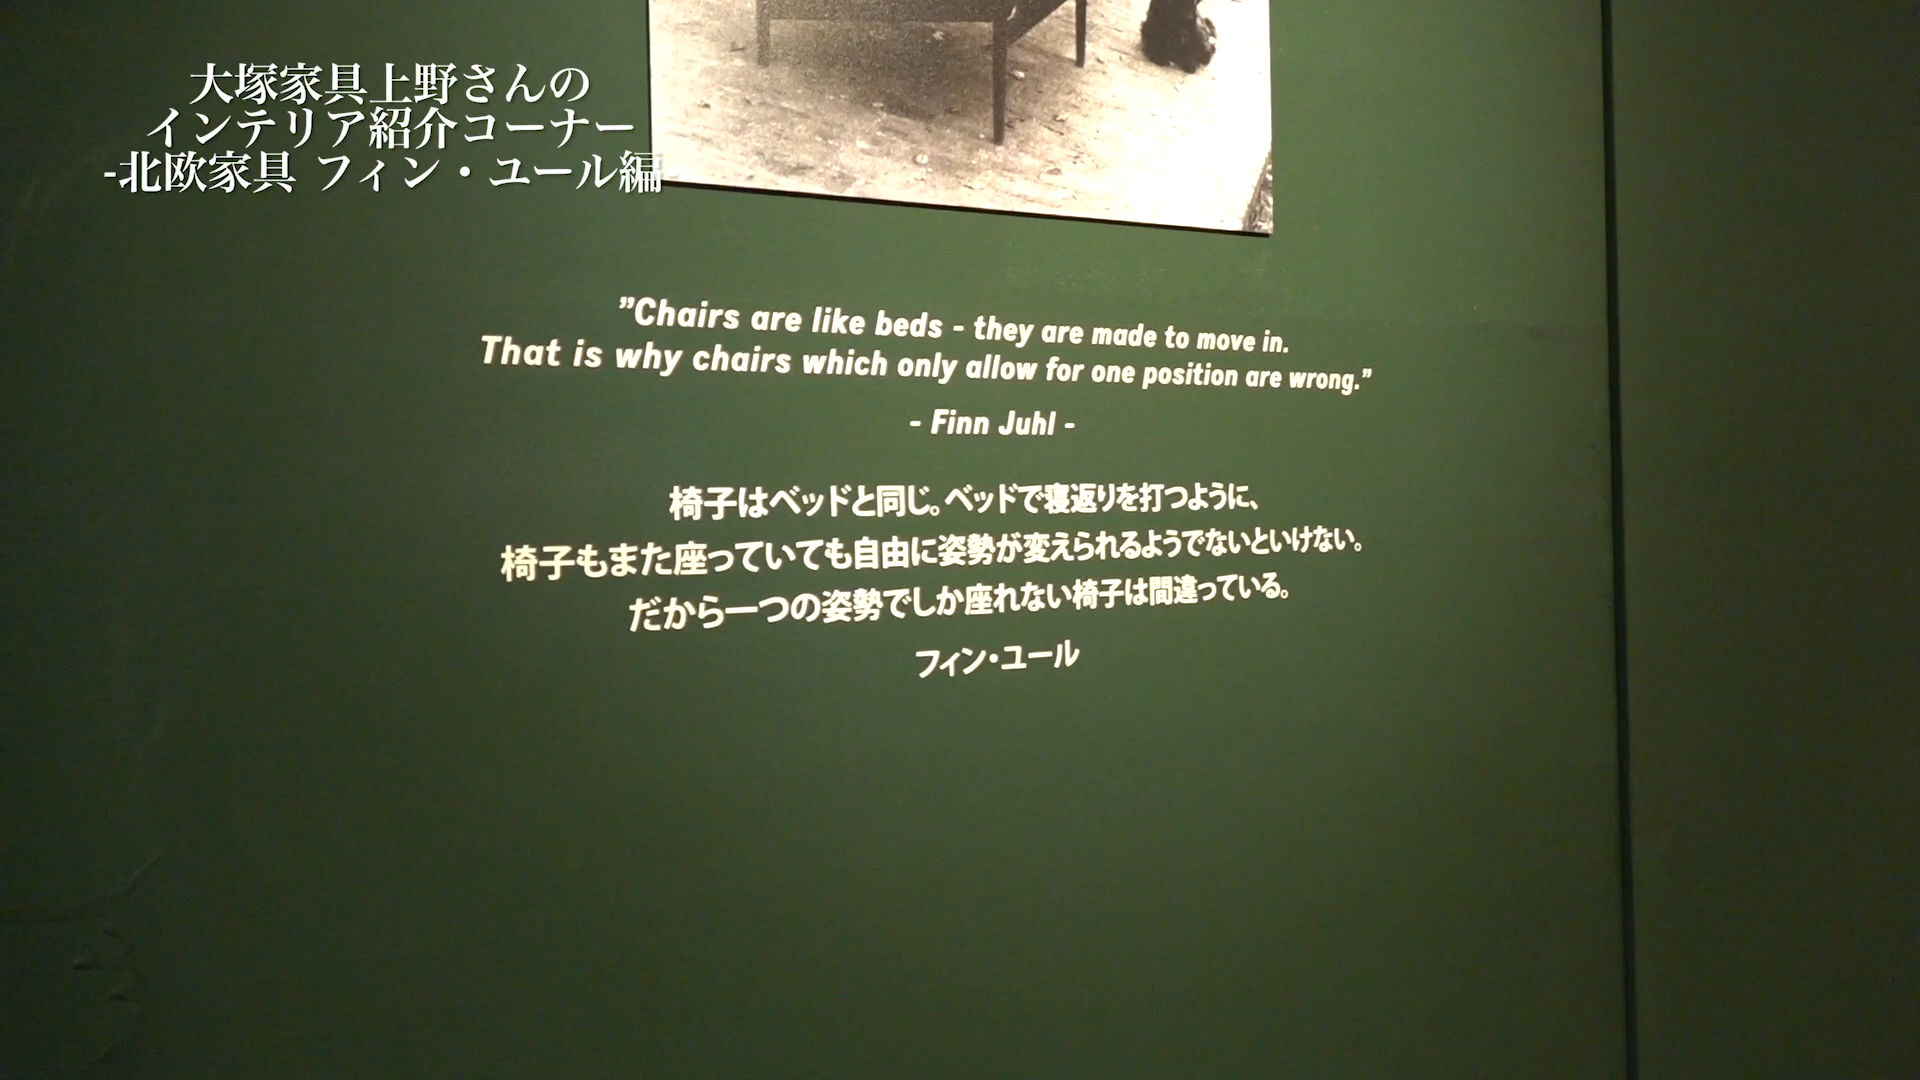 大塚家具上野さんの
インテリア紹介コーナー
-北欧家具 フィン・ユール編-
”Chairs are like beds - they are made to move in.
That is why chairs which only allow for one position are wrong.”
- Finn Juhl -
椅子はベッドと同じ。ベッドで寝返りを打つように、
椅子もまた座っていても自由に姿勢が変えられるようでないといけない。
だから一つの姿勢でしか座れない椅子は間違っている。
フィン・ユール